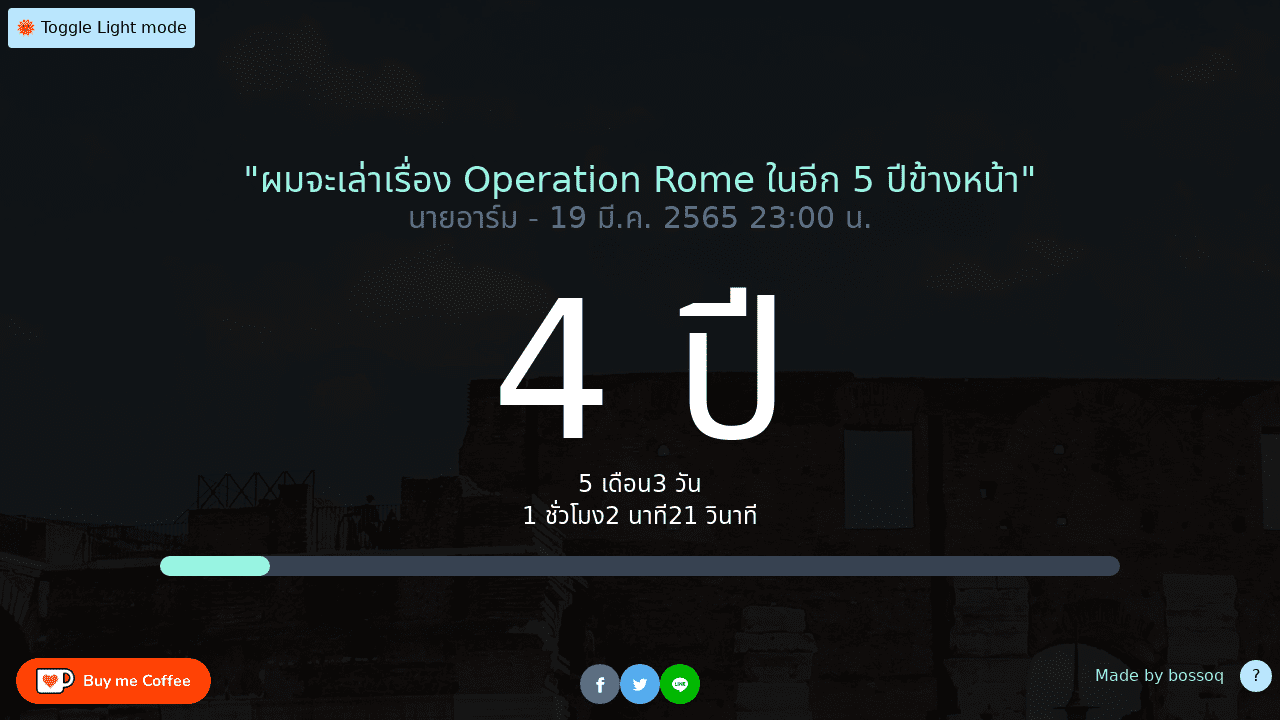 Toggle Light mode
"ผมจะเล่าเรื่อง Operation Rome ในอีก 5 ปีข้างหน้า"
นายอาร์ม - 19 มี.ค. 2565 23:00 น.
4 ปี
5 เดือน3 วัน
1 ชั่วโมง2 นาที21 วินาที
Buy me Coffee
LINE
Made by bossoq
?